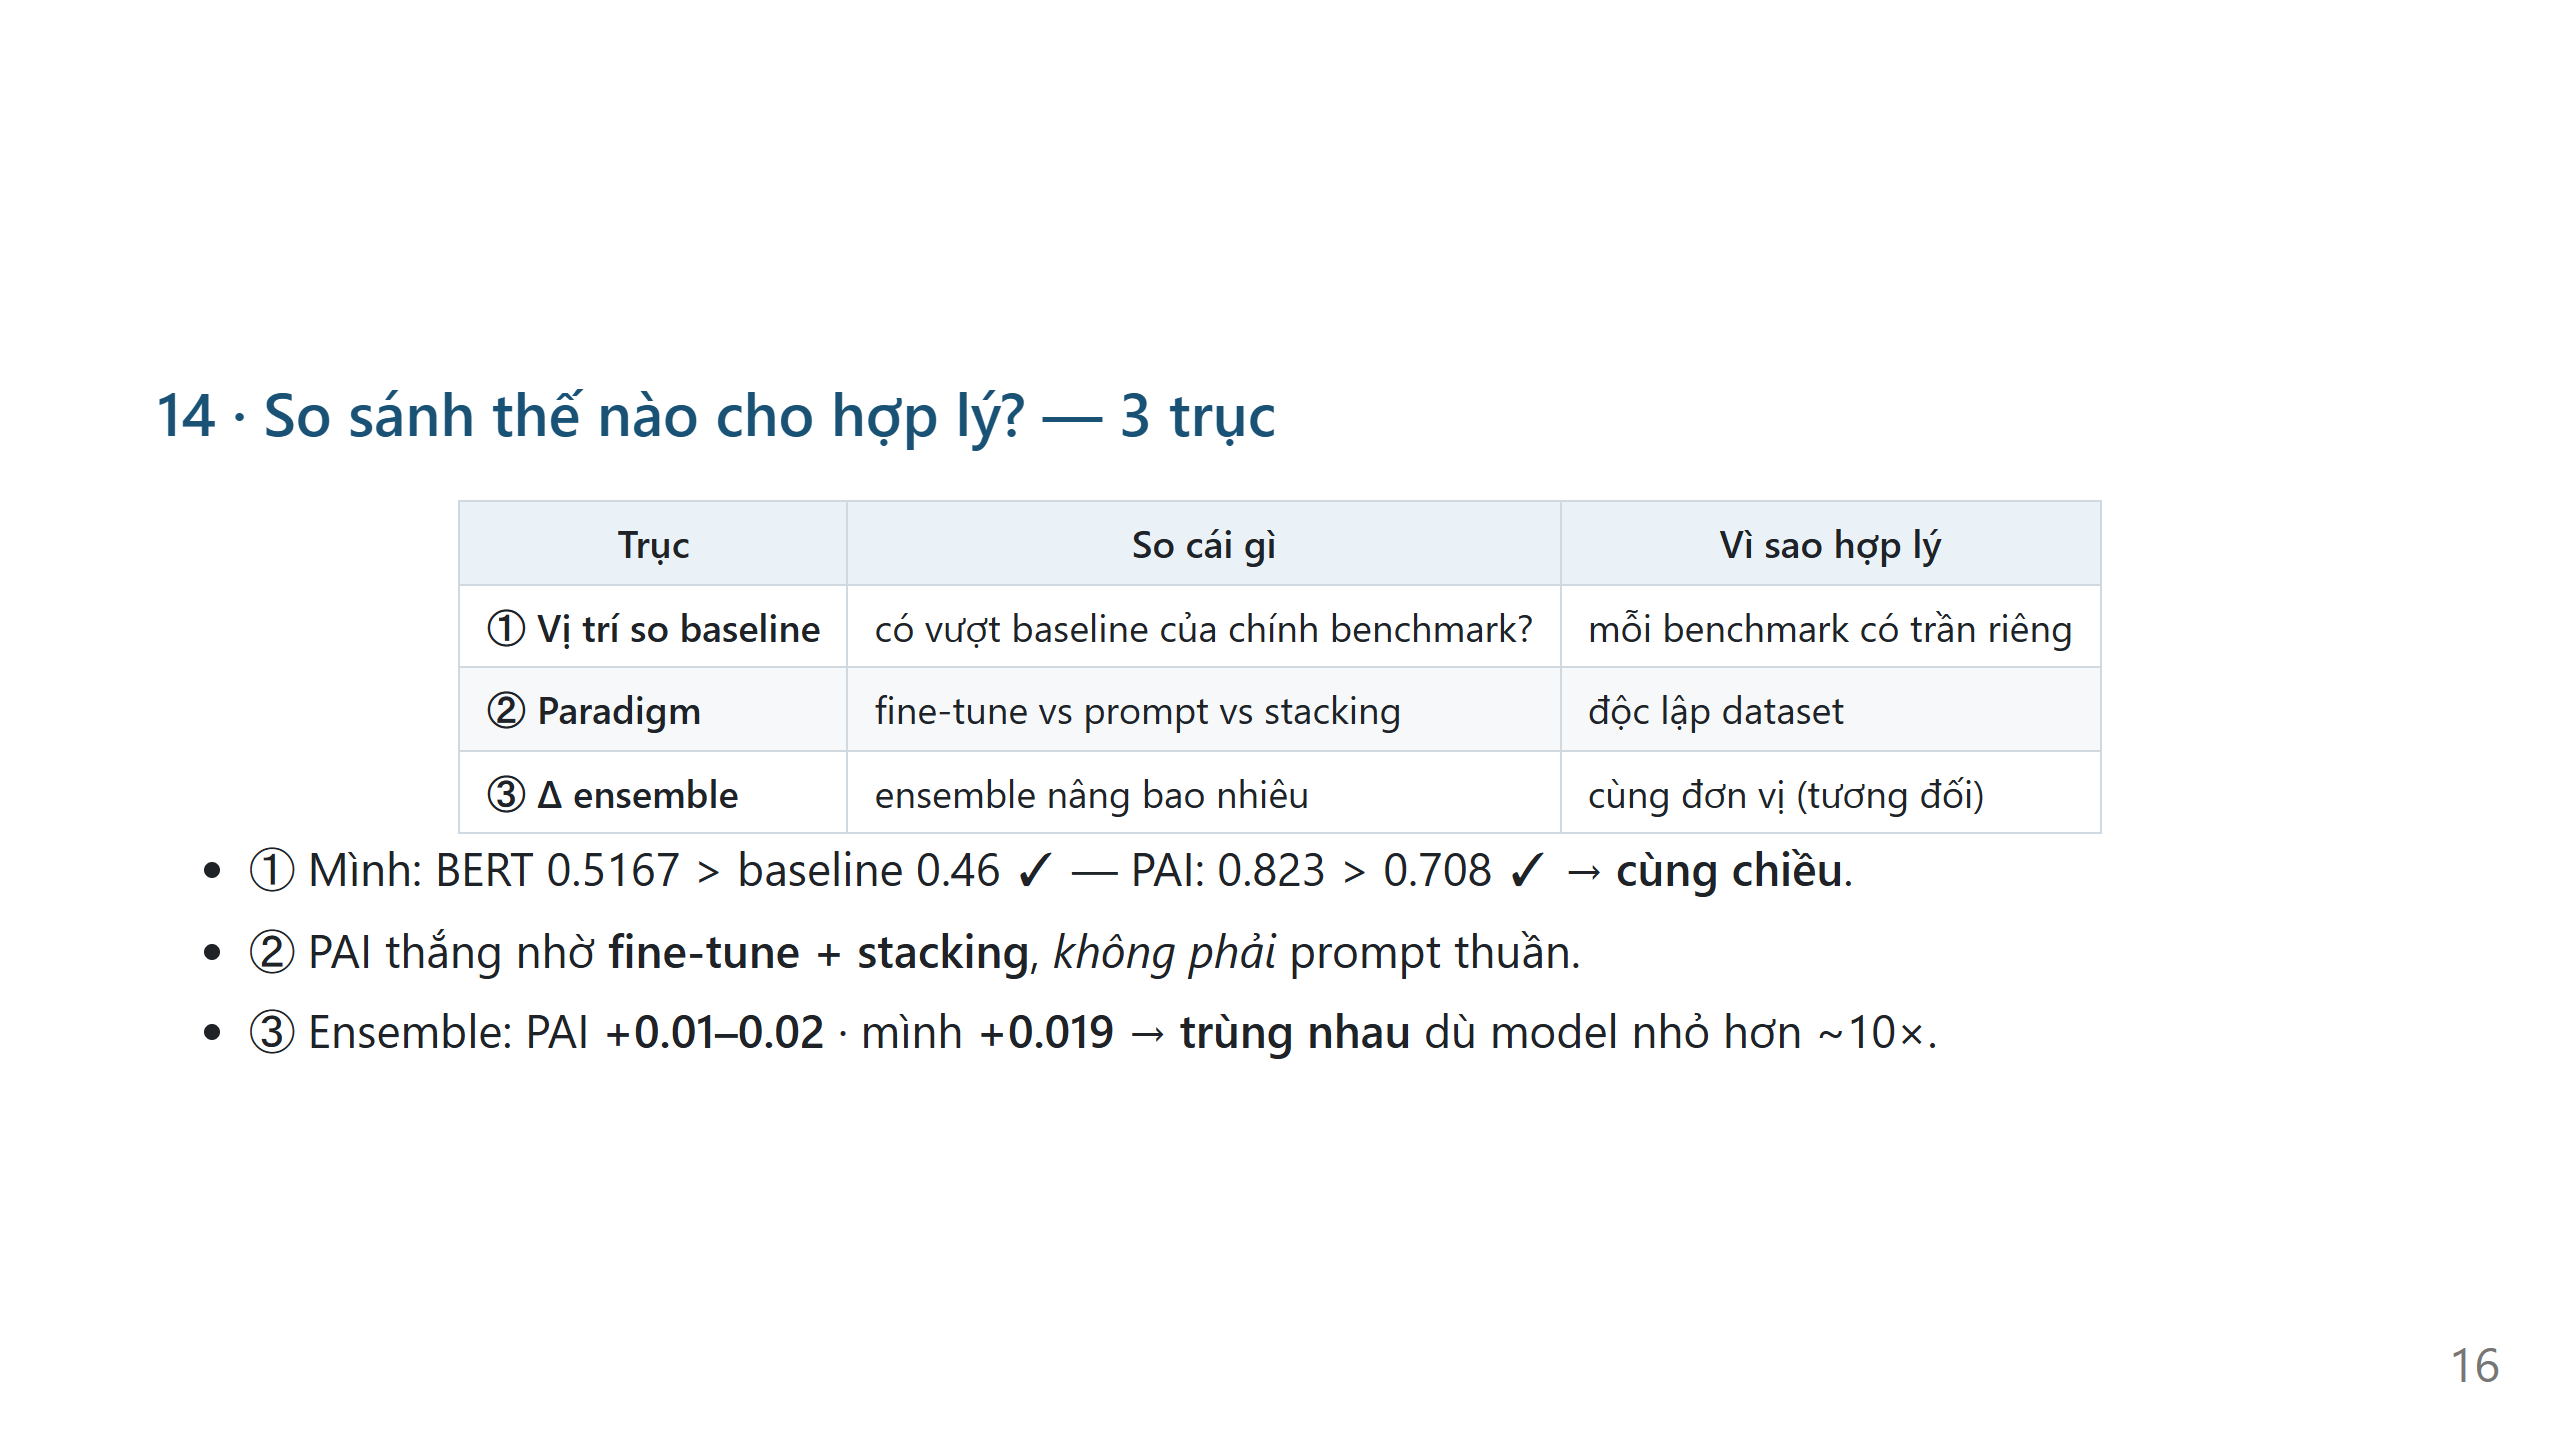 14 · So sánh thế nào cho hợp lý? — 3 trục
Trục So cái gì Vì sao hợp lý
① Vị trí so baseline có vượt baseline của chính benchmark? mỗi benchmark có trần riêng
② Paradigm fine-tune vs prompt vs stacking độc lập dataset
③ Δ ensemble ensemble nâng bao nhiêu cùng đơn vị (tương đối)
• ① Mình: BERT 0.5167 > baseline 0.46 ✓ — PAI: 0.823 > 0.708 ✓ → cùng chiều.
• ② PAI thắng nhờ fine-tune + stacking, không phải prompt thuần.
• ③ Ensemble: PAI +0.01–0.02 · mình +0.019 → trùng nhau dù model nhỏ hơn ~10×.
16